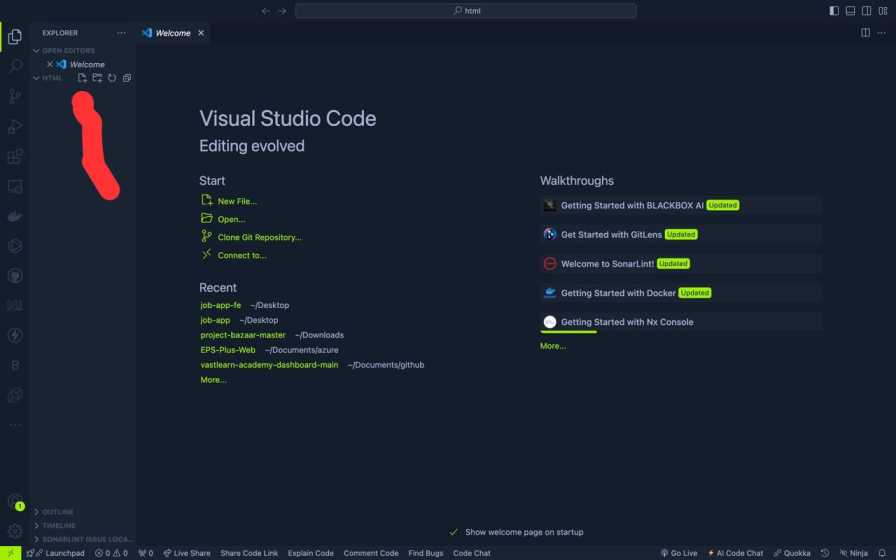 html
EXPLORER
Welcome
OPEN EDITORS
Welcome
HTML
Visual Studio Code
Editing evolved
Start
New File...
Open...
Clone Git Repository...
Connect to...
Recent
job-app-fe ~/Desktop
job-app ~/Desktop
project-bazaar-master ~/Downloads
EPS-Plus-Web ~/Documents/azure
vastlearn-academy-dashboard-main ~/Documents/github
More...
Walkthroughs
Getting Started with BLACKBOX AI Updated
Get Started with GitLens Updated
Welcome to SonarLint! Updated
Getting Started with Docker Updated
Getting Started with Nx Console
More...
1
OUTLINE
TIMELINE
SONARLINT ISSUE LOCA...
Show welcome page on startup
Launchpad 0 0 0 Live Share Share Code Link Explain Code Comment Code Find Bugs Code Chat Go Live AI Code Chat Quokka Ninja